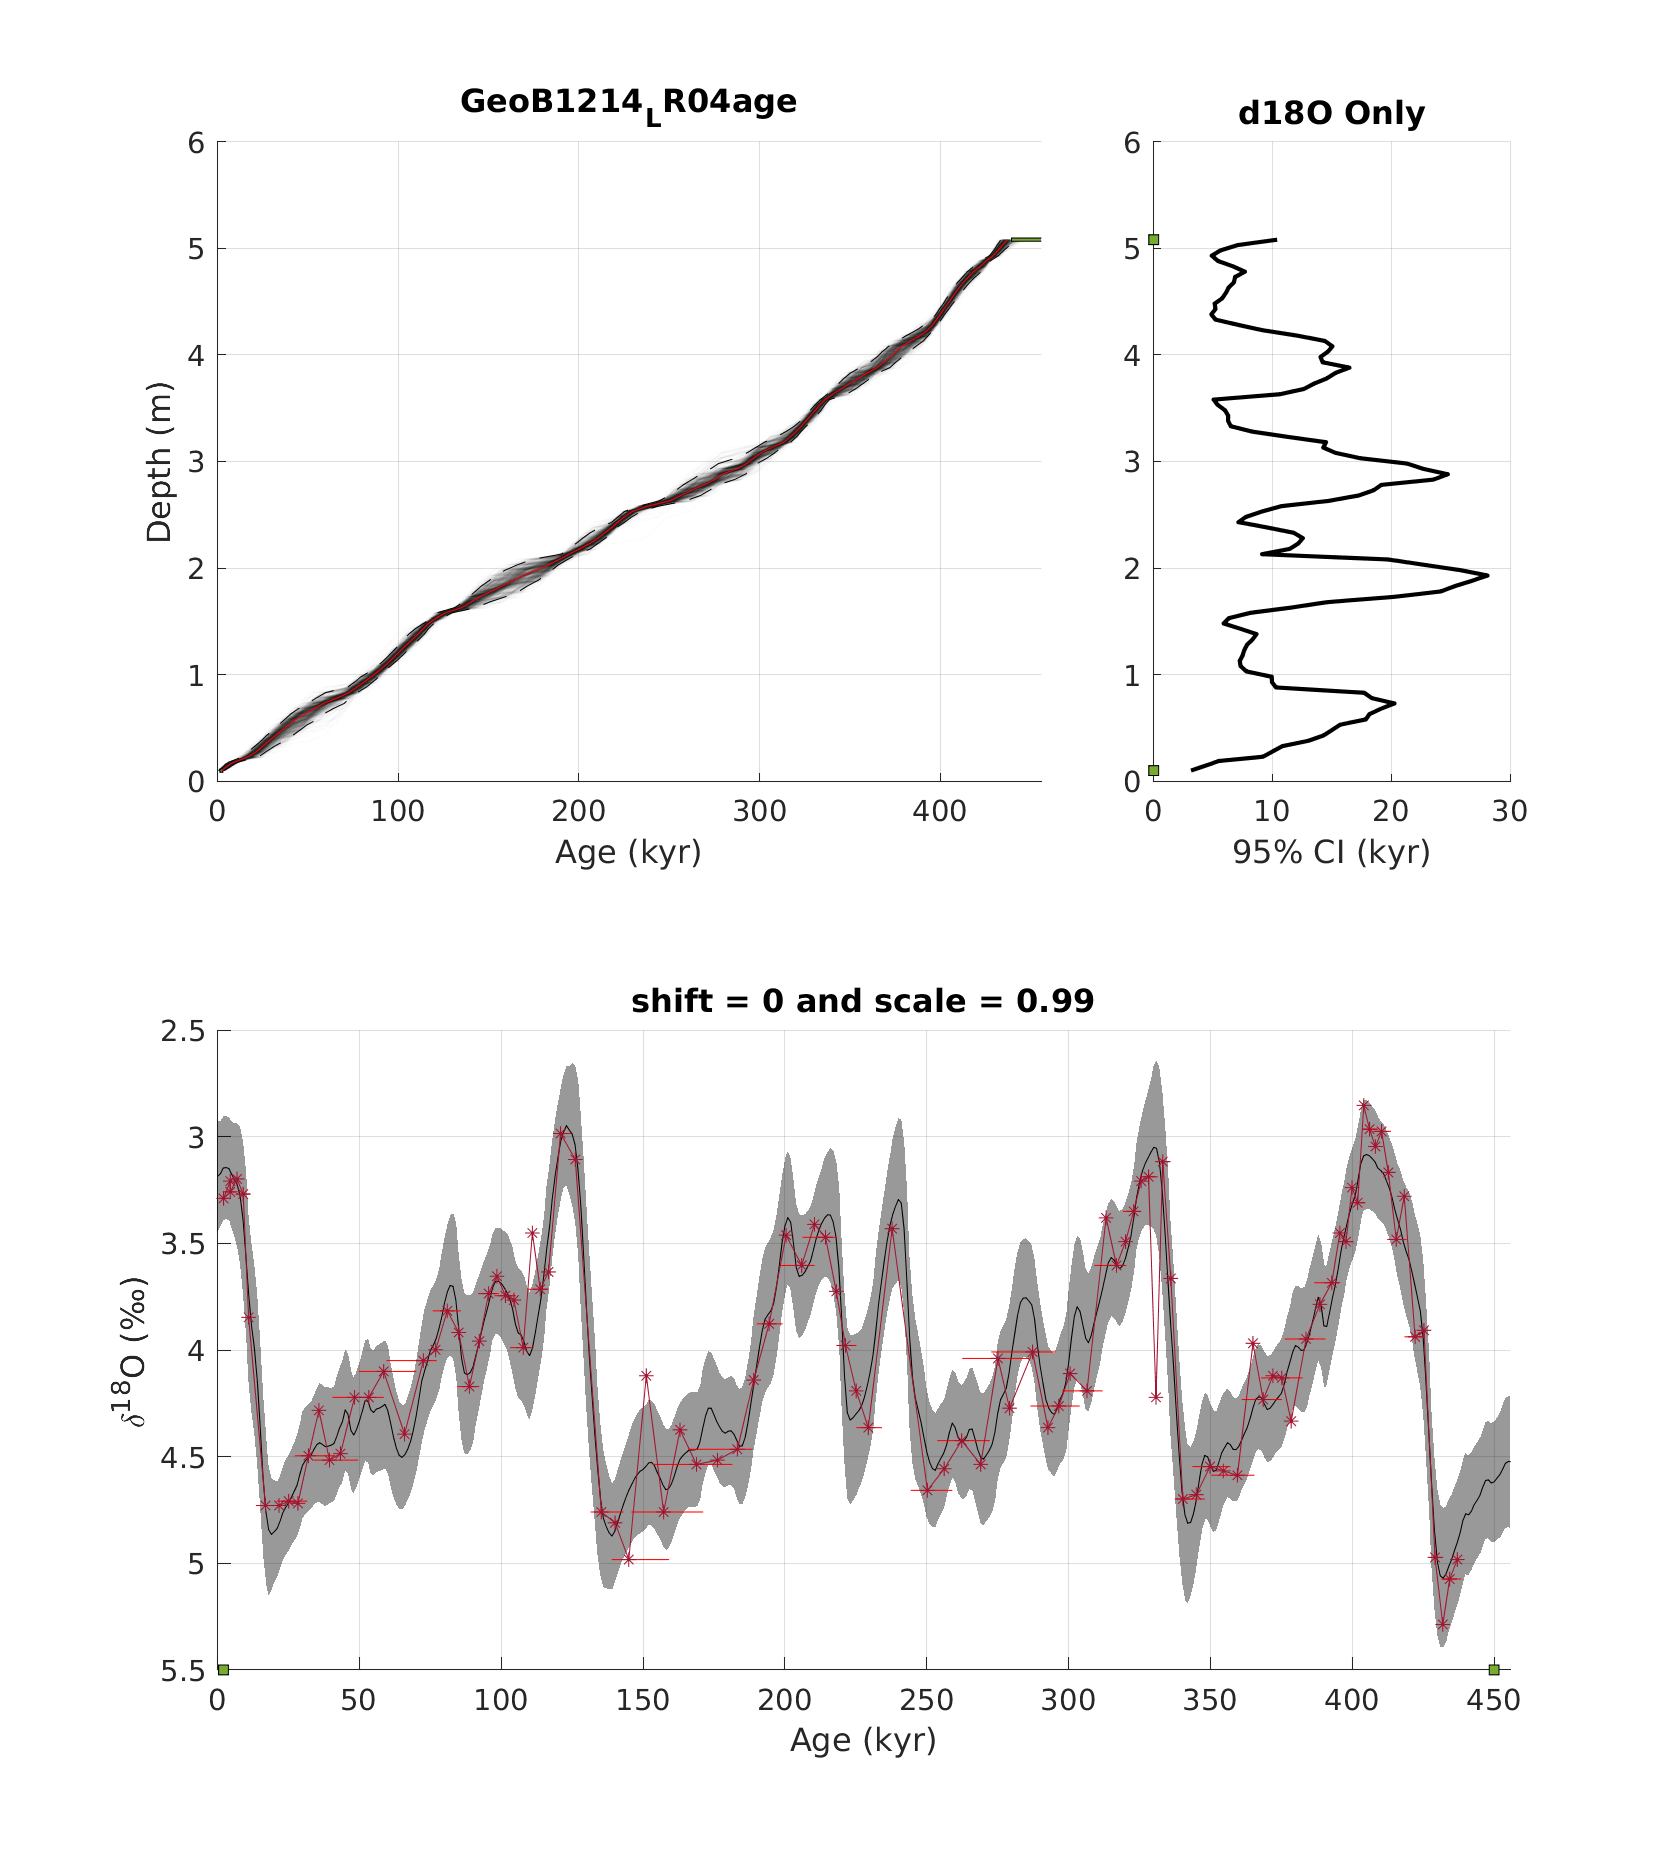 GeoB1214_LR04age
d18O Only
6
5
4
3
2
1
0
Depth (m)
0 100 200 300 400
Age (kyr)
6
5
4
3
2
1
0
0 10 20 30
95% CI (kyr)
shift = 0 and scale = 0.99
2.5
3
3.5
4
4.5
5
5.5
δ18O (‰)
0 50 100 150 200 250 300 350 400 450
Age (kyr)